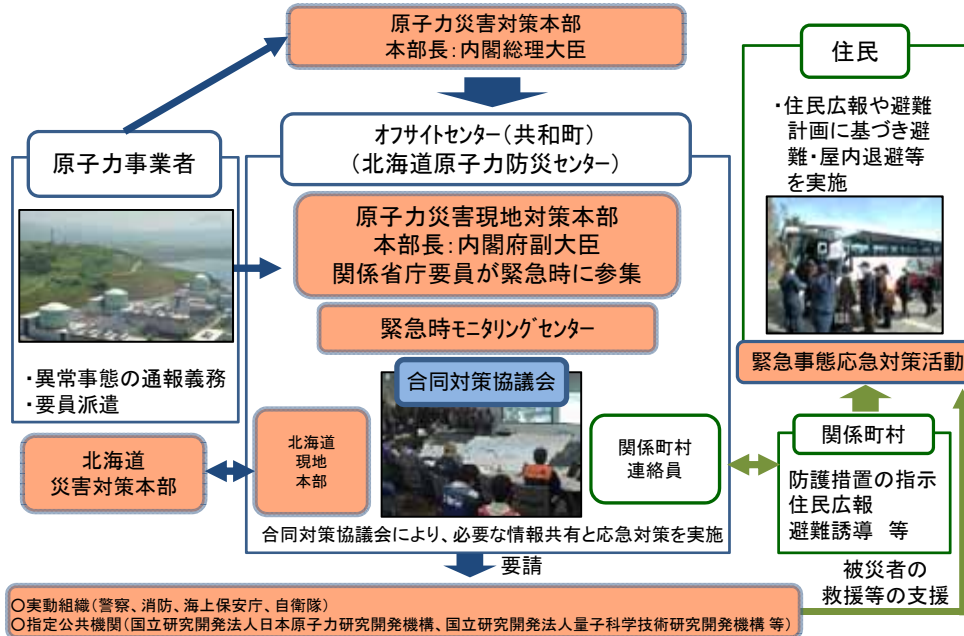 原子力災害対策本部
本部長:内閣総理大臣
オフサイトセンター(共和町)
(北海道原子力防災センター)
原子力事業者
・異常事態の通報義務
・要員派遣
原子力災害現地対策本部
本部長:内閣府副大臣
関係省庁要員が緊急時に参集
緊急時モニタリングセンター
合同対策協議会
北海道
現地
本部
関係町村
連絡員
合同対策協議会により、必要な情報共有と応急対策を実施
北海道
災害対策本部
住民
・住民広報や避難
計画に基づき避
難・屋内退避等
を実施
緊急事態応急対策活動
関係町村
防護措置の指示
住民広報
避難誘導 等
要請
被災者の
救援等の支援
○実動組織(警察、消防、海上保安庁、自衛隊)
○指定公共機関(国立研究開発法人日本原子力研究開発機構、国立研究開発法人量子科学技術研究開発機構 等)